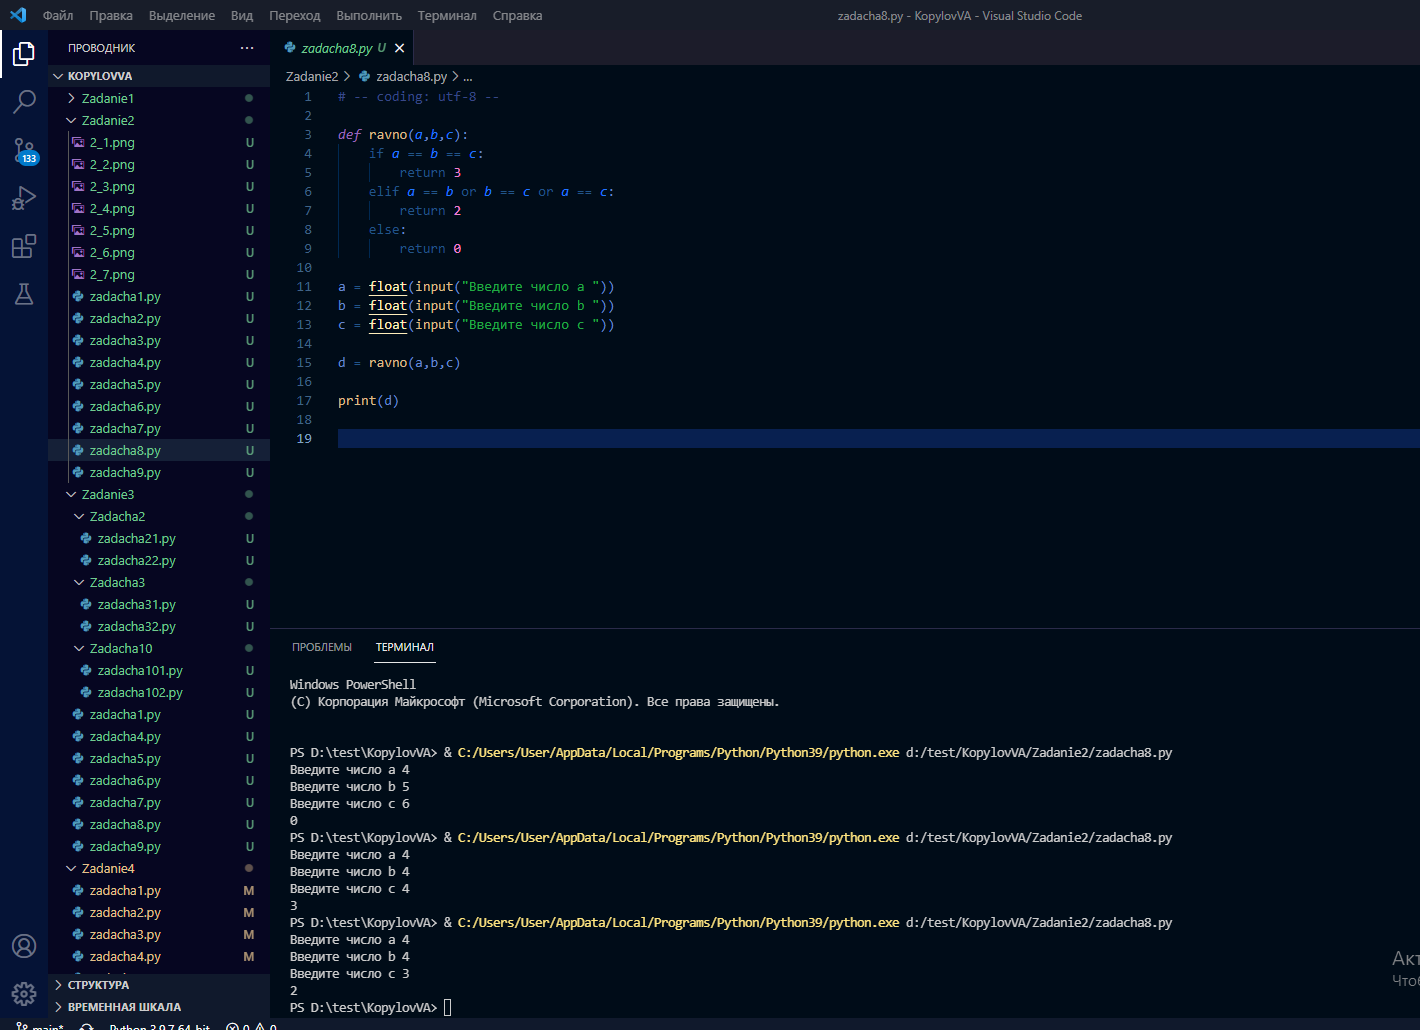 Файл Правка Выделение Вид Переход Выполнить Терминал Справка
zadacha8.py - KopylovVA - Visual Studio Code
ПРОВОДНИК ...
KOPYLOVVA
Zadanie1
Zadanie2
2_1.png U
2_2.png U
2_3.png U
2_4.png U
2_5.png U
2_6.png U
2_7.png U
zadacha1.py U
zadacha2.py U
zadacha3.py U
zadacha4.py U
zadacha5.py U
zadacha6.py U
zadacha7.py U
zadacha8.py U
zadacha9.py U
Zadanie3
Zadacha2
zadacha21.py U
zadacha22.py U
Zadacha3
zadacha31.py U
zadacha32.py U
Zadacha10
zadacha101.py U
zadacha102.py U
zadacha1.py U
zadacha4.py U
zadacha5.py U
zadacha6.py U
zadacha7.py U
zadacha8.py U
zadacha9.py U
Zadanie4
zadacha1.py M
zadacha2.py M
zadacha3.py M
zadacha4.py M
СТРУКТУРА
ВРЕМЕННАЯ ШКАЛА
133
zadacha8.py U
Zadanie2 > zadacha8.py > ...
1 # -- coding: utf-8 --
2
3 def ravno(a,b,c):
4 if a == b == c:
5 return 3
6 elif a == b or b == c or a == c:
7 return 2
8 else:
9 return 0
10
11 a = float(input("Введите число a "))
12 b = float(input("Введите число b "))
13 c = float(input("Введите число c "))
14
15 d = ravno(a,b,c)
16
17 print(d)
18
19
ПРОБЛЕМЫ ТЕРМИНАЛ
Windows PowerShell
(C) Корпорация Майкрософт (Microsoft Corporation). Все права защищены.
PS D:\test\KopylovVA> & C:/Users/User/AppData/Local/Programs/Python/Python39/python.exe d:/test/KopylovVA/Zadanie2/zadacha8.py
Введите число a 4
Введите число b 5
Введите число c 6
0
PS D:\test\KopylovVA> & C:/Users/User/AppData/Local/Programs/Python/Python39/python.exe d:/test/KopylovVA/Zadanie2/zadacha8.py
Введите число a 4
Введите число b 4
Введите число c 4
3
PS D:\test\KopylovVA> & C:/Users/User/AppData/Local/Programs/Python/Python39/python.exe d:/test/KopylovVA/Zadanie2/zadacha8.py
Введите число a 4
Введите число b 4
Введите число c 3
2
PS D:\test\KopylovVA>
main* Python 3.9.7 64-bit 0 0